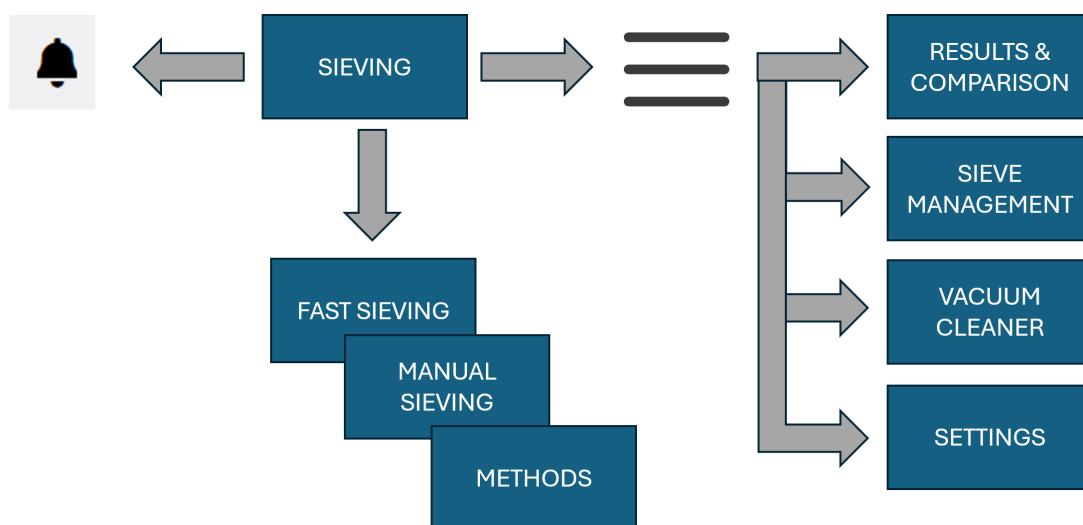 SIEVING
RESULTS &
COMPARISON
SIEVE
MANAGEMENT
VACUUM
CLEANER
SETTINGS
FAST SIEVING
MANUAL
SIEVING
METHODS